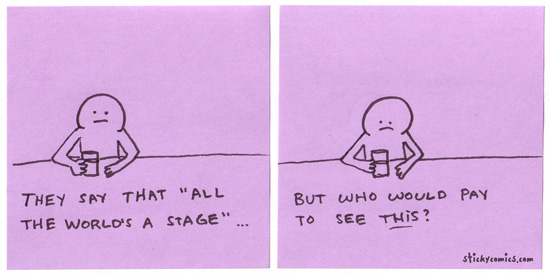 THEY SAY THAT "ALL
THE WORLD'S A STAGE" ...
BUT WHO WOULD PAY
TO SEE THIS?
stickycomics.com